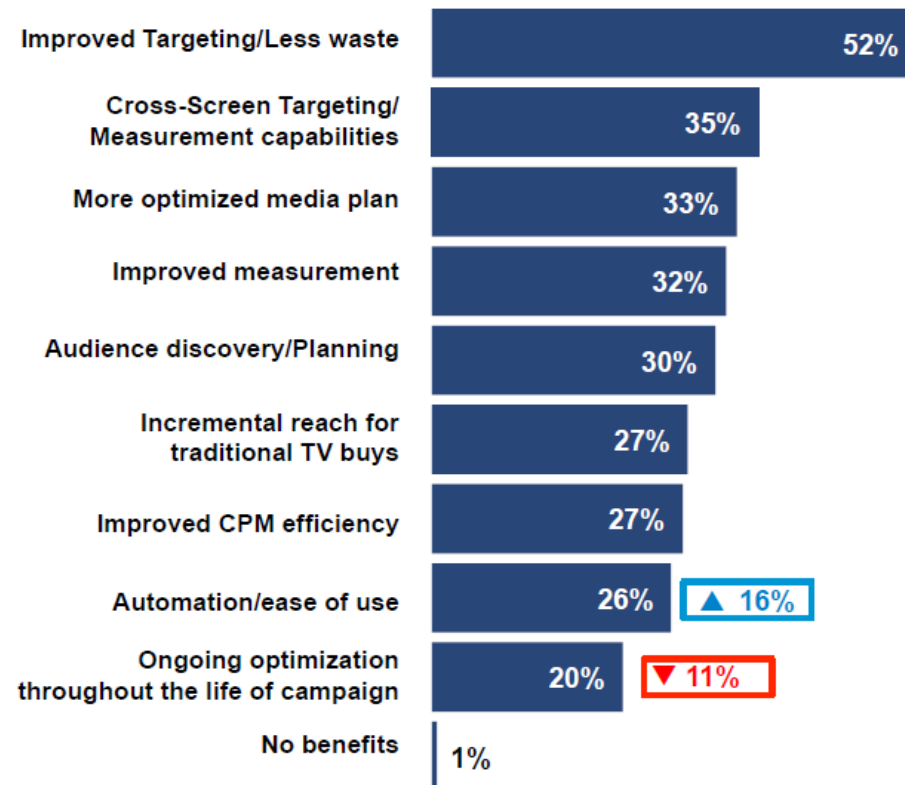 Improved Targeting/Less waste
52%
Cross-Screen Targeting/
Measurement capabilities
35%
More optimized media plan
33%
Improved measurement
32%
Audience discovery/Planning
30%
Incremental reach for
traditional TV buys
27%
Improved CPM efficiency
27%
Automation/ease of use
26%
▲ 16%
Ongoing optimization
throughout the life of campaign
20%
▼ 11%
No benefits
1%